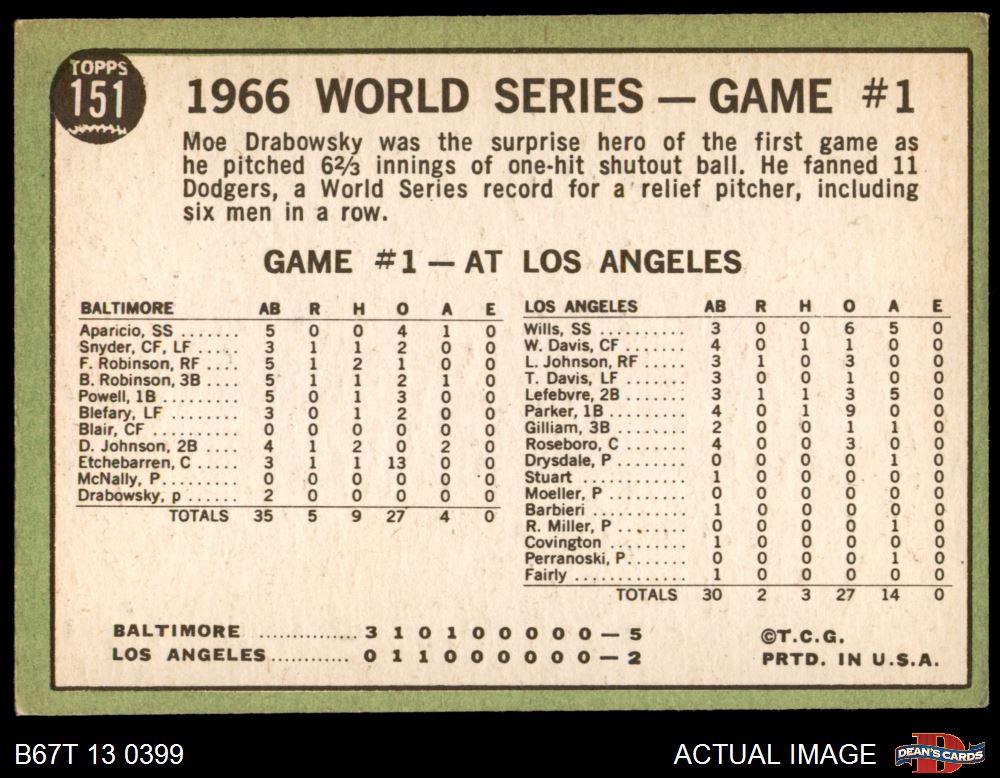 TOPPS
151
1966 WORLD SERIES — GAME #1
Moe Drabowsky was the surprise hero of the first game as
he pitched 6⅔ innings of one-hit shutout ball. He fanned 11
Dodgers, a World Series record for a relief pitcher, including
six men in a row.
GAME #1 — AT LOS ANGELES
BALTIMORE AB R H O A E
Aparicio, SS ....... 5 0 0 4 1 0
Snyder, CF, LF ..... 3 1 1 2 0 0
F. Robinson, RF .... 5 1 2 1 0 0
B. Robinson, 3B .... 5 1 1 2 1 0
Powell, 1B ......... 5 0 1 3 0 0
Blefary, LF ........ 3 0 1 2 0 0
Blair, CF .......... 0 0 0 0 0 0
D. Johnson, 2B .... 4 1 2 0 2 0
Etchebarren, C .... 3 1 1 13 0 0
McNally, P ......... 0 0 0 0 0 0
Drabowsky, p ...... 2 0 0 0 0 0
TOTALS 35 5 9 27 4 0
LOS ANGELES AB R H O A E
Wills, SS .......... 3 0 0 6 5 0
W. Davis, CF ....... 4 0 1 1 0 0
L. Johnson, RF ..... 3 1 0 3 0 0
T. Davis, LF ....... 3 0 0 1 0 0
Lefebvre, 2B ....... 3 1 1 3 5 0
Parker, 1B ......... 4 0 1 9 0 0
Gilliam, 3B ........ 2 0 0 1 1 0
Roseboro, C ........ 4 0 0 3 0 0
Drysdale, P ........ 0 0 0 0 1 0
Stuart ............. 1 0 0 0 0 0
Moeller, P ......... 0 0 0 0 0 0
Barbieri ........... 1 0 0 0 0 0
R. Miller, P ....... 0 0 0 0 1 0
Covington .......... 1 0 0 0 0 0
Perranoski, P ...... 0 0 0 0 1 0
Fairly ............. 1 0 0 0 0 0
TOTALS 30 2 3 27 14 0
BALTIMORE .............. 3 1 0 1 0 0 0 0 0 — 5
LOS ANGELES ........... 0 1 1 0 0 0 0 0 0 — 2
©T.C.G.
PRTD. IN U.S.A.
B67T 13 0399
ACTUAL IMAGE
DEAN'S CARDS